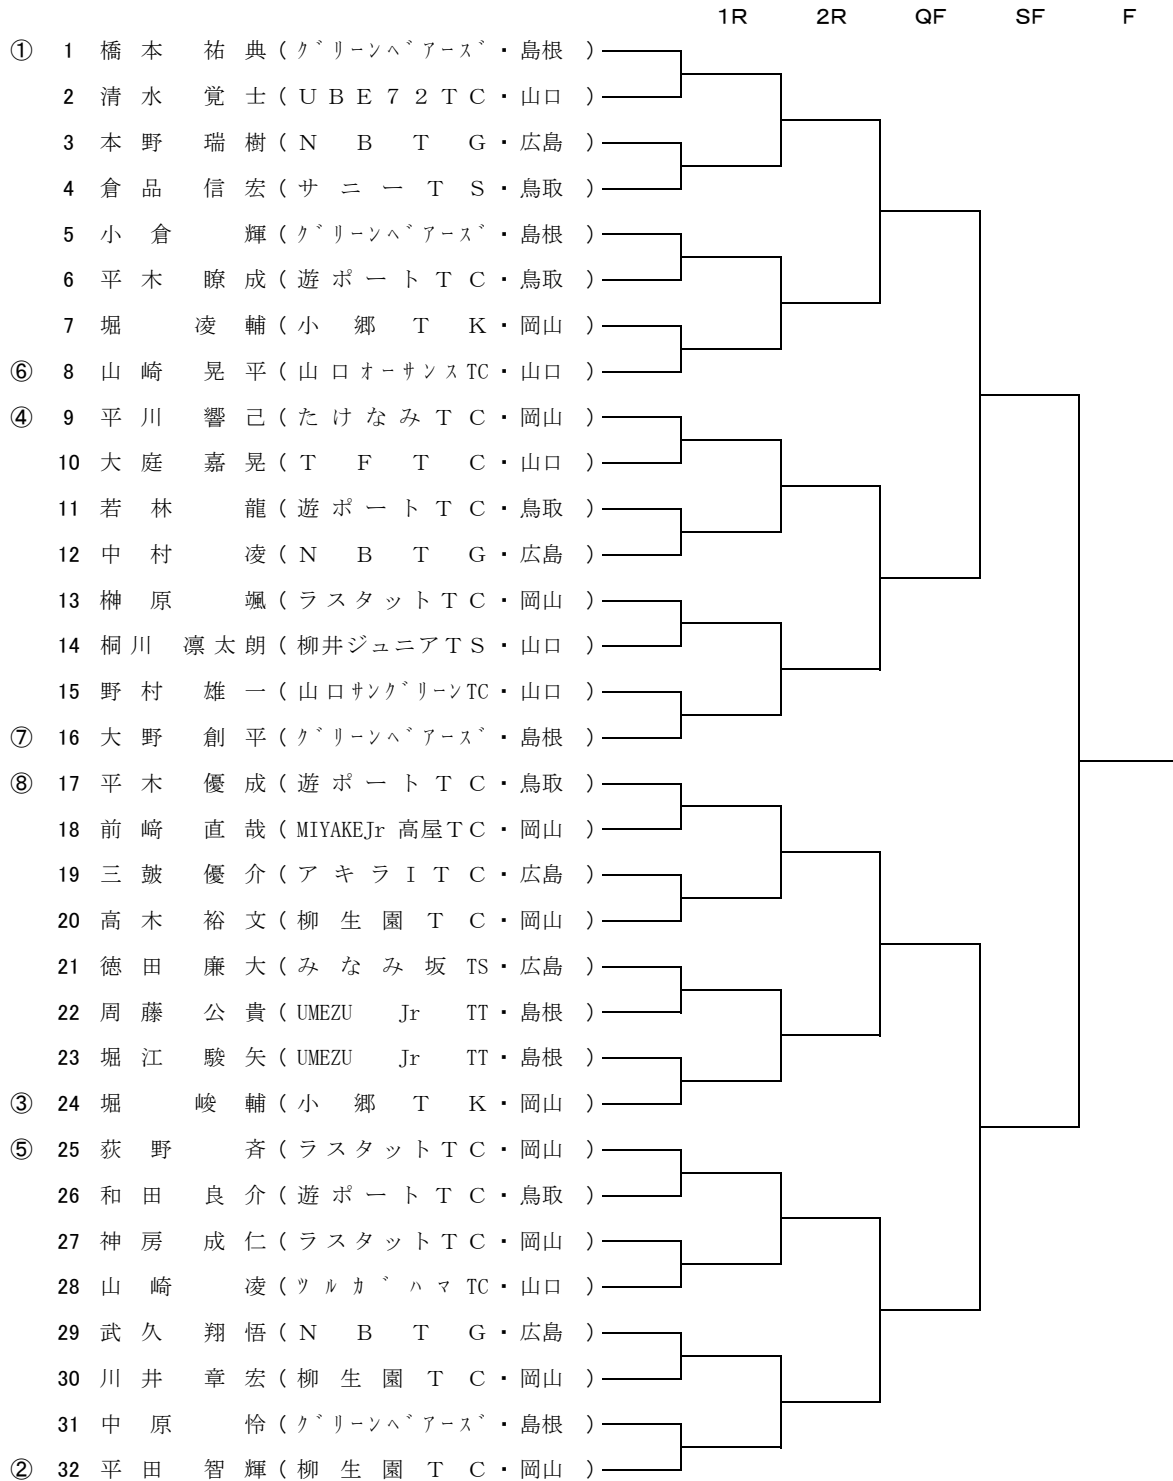 1R 2R QF SF F
① 1 橋本 祐典 (グリーンベアーズ・島根)
2 清水 覚士 (UBE72TC・山口)
3 本野 瑞樹 (NBTG・広島)
4 倉品 信宏 (サニーTS・鳥取)
5 小倉 輝 (グリーンベアーズ・島根)
6 平木 瞭成 (遊ポートTC・鳥取)
7 堀 凌輔 (小郷TK・岡山)
⑥ 8 山崎 晃平 (山口オーサンスTC・山口)
④ 9 平川 響己 (たけなみTC・岡山)
10 大庭 嘉晃 (TFTC・山口)
11 若林 龍 (遊ポートTC・鳥取)
12 中村 凌 (NBTG・広島)
13 榊原 颯 (ラスタットTC・岡山)
14 桐川 凛太朗 (柳井ジュニアTS・山口)
15 野村 雄一 (山口サングリーンTC・山口)
⑦ 16 大野 創平 (グリーンベアーズ・島根)
⑧ 17 平木 優成 (遊ポートTC・鳥取)
18 前﨑 直哉 (MIYAKEJr 高屋TC・岡山)
19 三皷 優介 (アキラITC・広島)
20 高木 裕文 (柳生園TC・岡山)
21 徳田 廉大 (みなみ坂TS・広島)
22 周藤 公貴 (UMEZU Jr TT・島根)
23 堀江 駿矢 (UMEZU Jr TT・島根)
③ 24 堀 峻輔 (小郷TK・岡山)
⑤ 25 荻野 斉 (ラスタットTC・岡山)
26 和田 良介 (遊ポートTC・鳥取)
27 神房 成仁 (ラスタットTC・岡山)
28 山崎 凌 (ツルガハマTC・山口)
29 武久 翔悟 (NBTG・広島)
30 川井 章宏 (柳生園TC・岡山)
31 中原 怜 (グリーンベアーズ・島根)
② 32 平田 智輝 (柳生園TC・岡山)